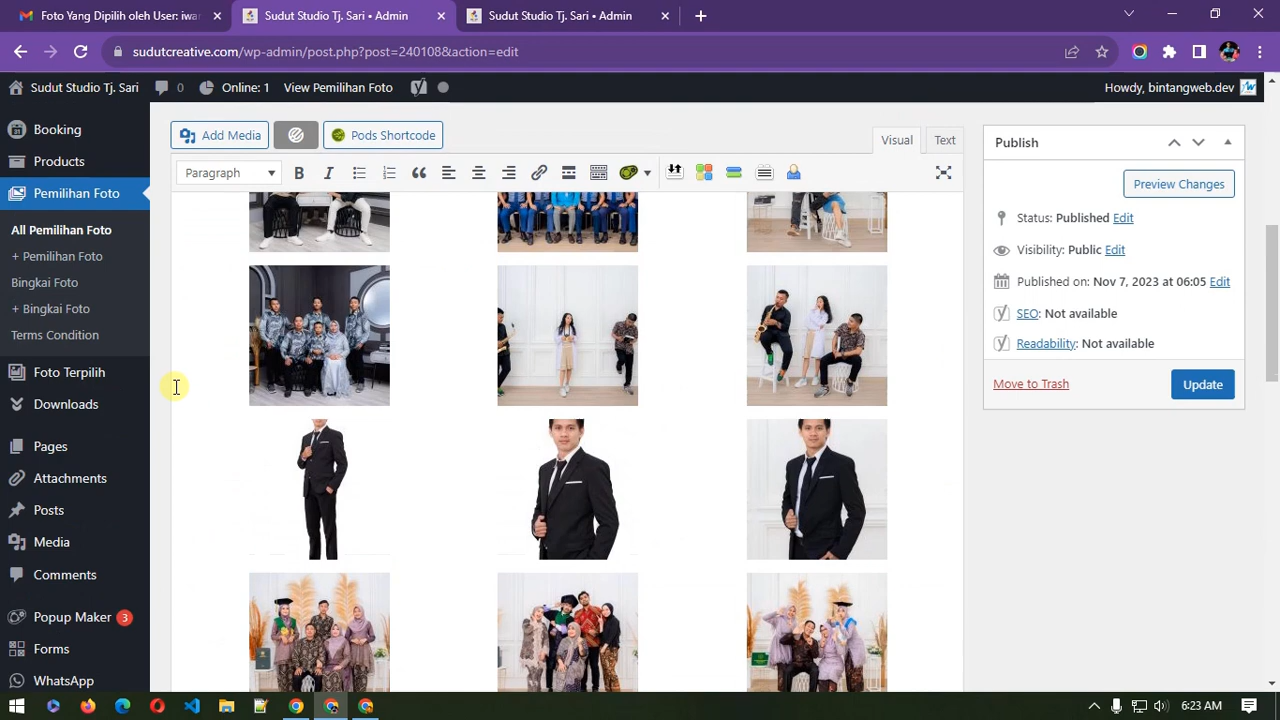 Foto Yang Dipilih oleh User: iwa
Sudut Studio Tj. Sari • Admin
Sudut Studio Tj. Sari • Admin
sudutcreative.com/wp-admin/post.php?post=240108&action=edit
Sudut Studio Tj. Sari
0
Online: 1
View Pemilihan Foto
Howdy, bintangweb.dev
Booking
Products
Pemilihan Foto
All Pemilihan Foto
+ Pemilihan Foto
Bingkai Foto
+ Bingkai Foto
Terms Condition
Foto Terpilih
Downloads
Pages
Attachments
Posts
Media
Comments
Popup Maker 3
Forms
WhatsApp
Add Media
Pods Shortcode
Visual
Text
Paragraph
Publish
Preview Changes
Status: Published Edit
Visibility: Public Edit
Published on: Nov 7, 2023 at 06:05 Edit
SEO: Not available
Readability: Not available
Move to Trash
Update
6:23 AM